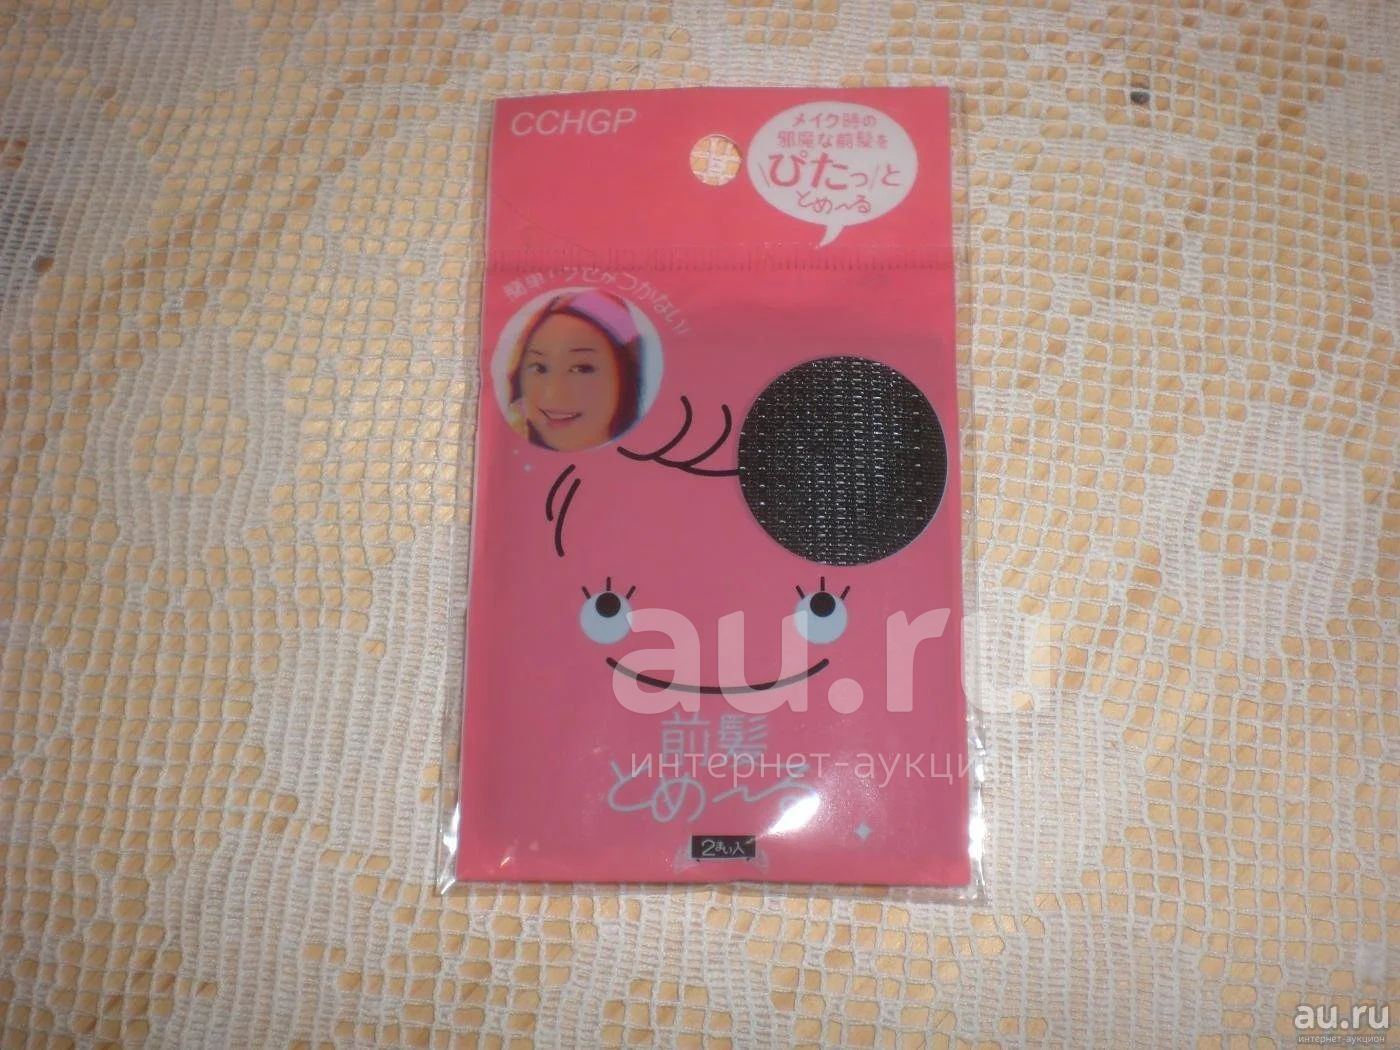 CCHGP
メイク時の
邪魔な前髪を
ぴたっと
とめ〜る
簡単!クセがつかない!
前髪
とめ〜る
2まい入
au.ru
интернет-аукцион
au.ru
интернет-аукцион